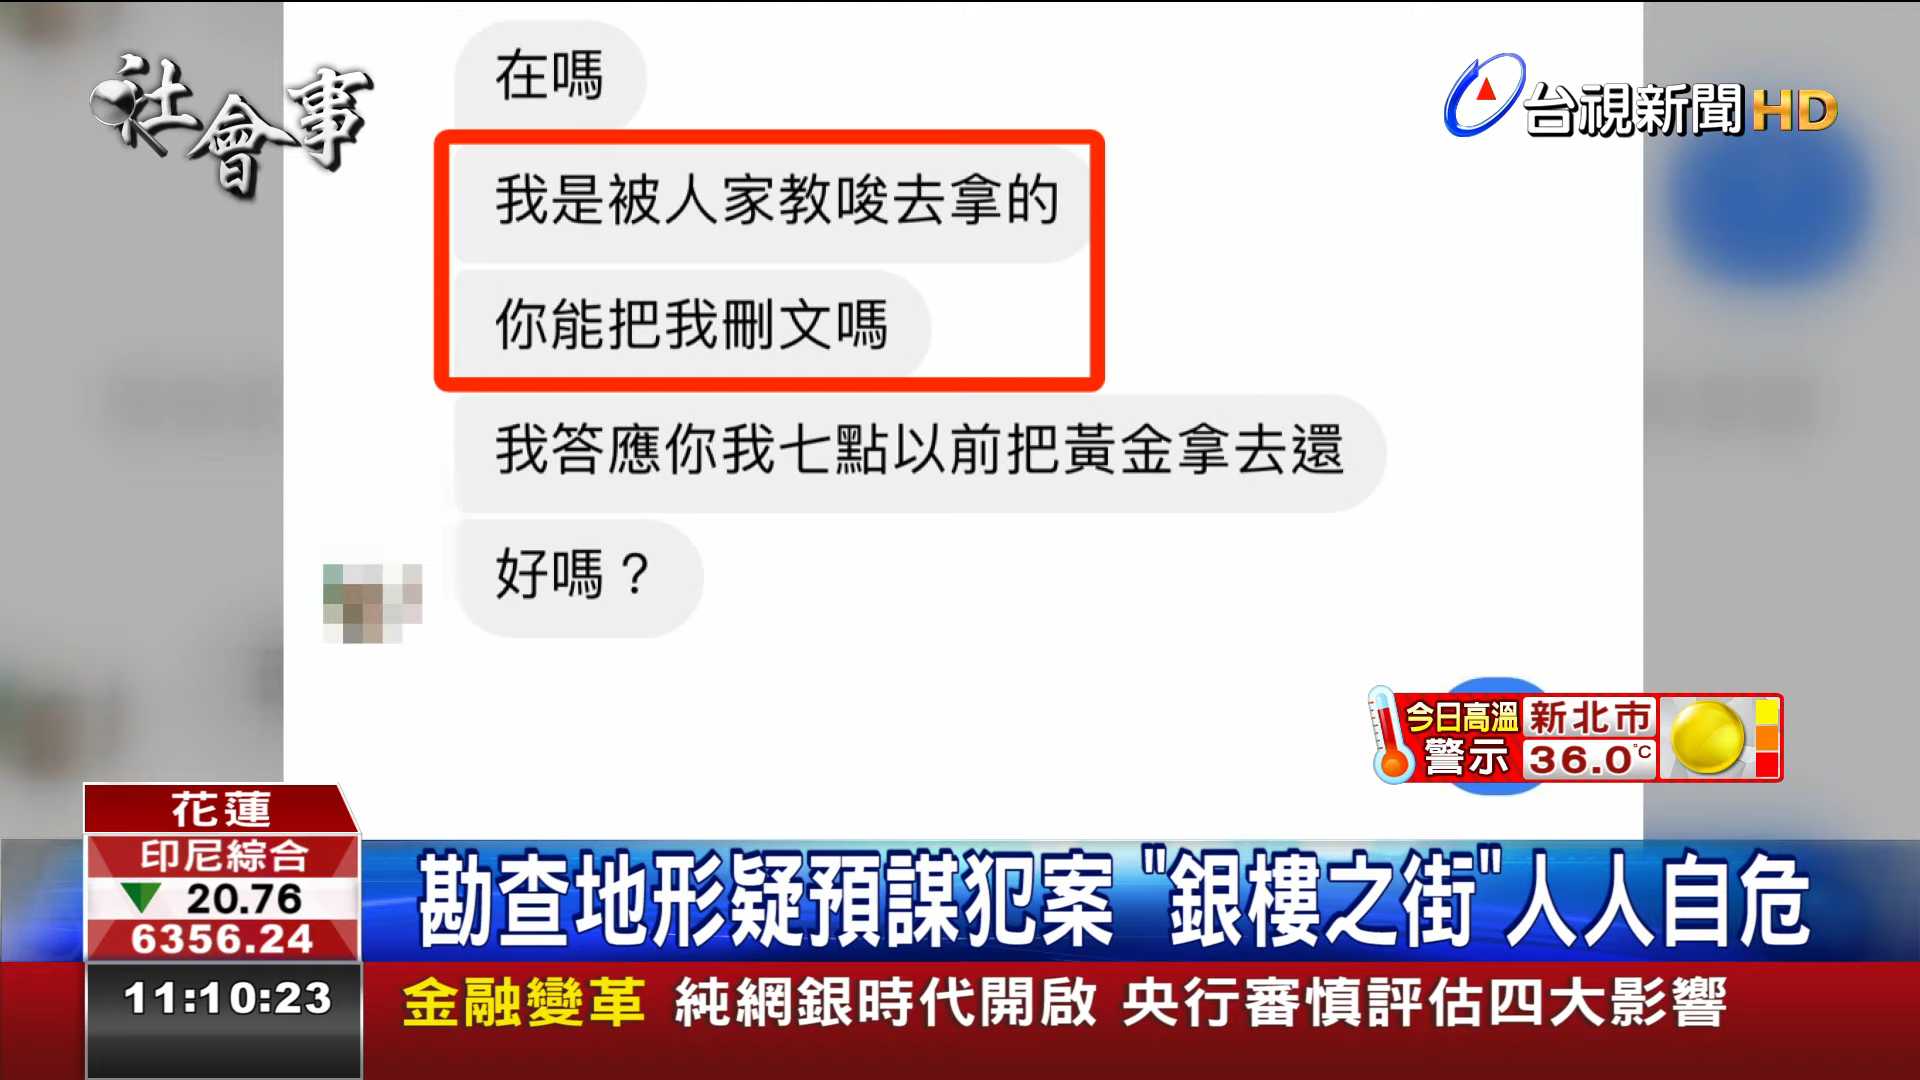 社會事
台視新聞HD
在嗎
我是被人家教唆去拿的
你能把我刪文嗎
我答應你我七點以前把黃金拿去還
好嗎？
今日高溫
警示
新北市
36.0℃
花蓮
印尼綜合
▼ 20.76
6356.24
勘查地形疑預謀犯案 "銀樓之街"人人自危
11:10:23
金融變革 純網銀時代開啟 央行審慎評估四大影響